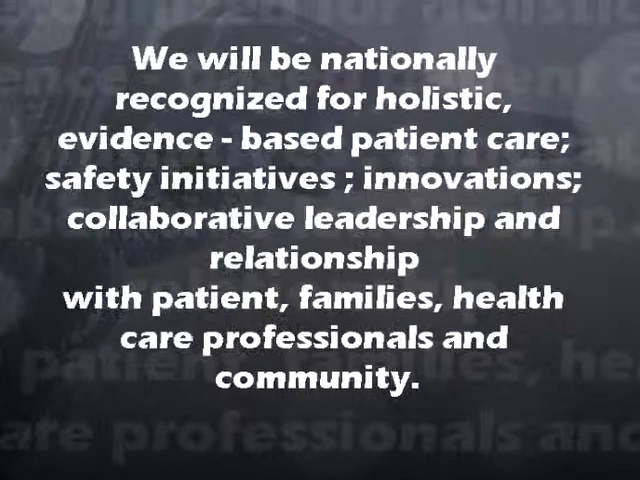 We will be nationally
recognized for holistic,
evidence - based patient care;
safety initiatives ; innovations;
collaborative leadership and
relationship
with patient, families, health
care professionals and
community.